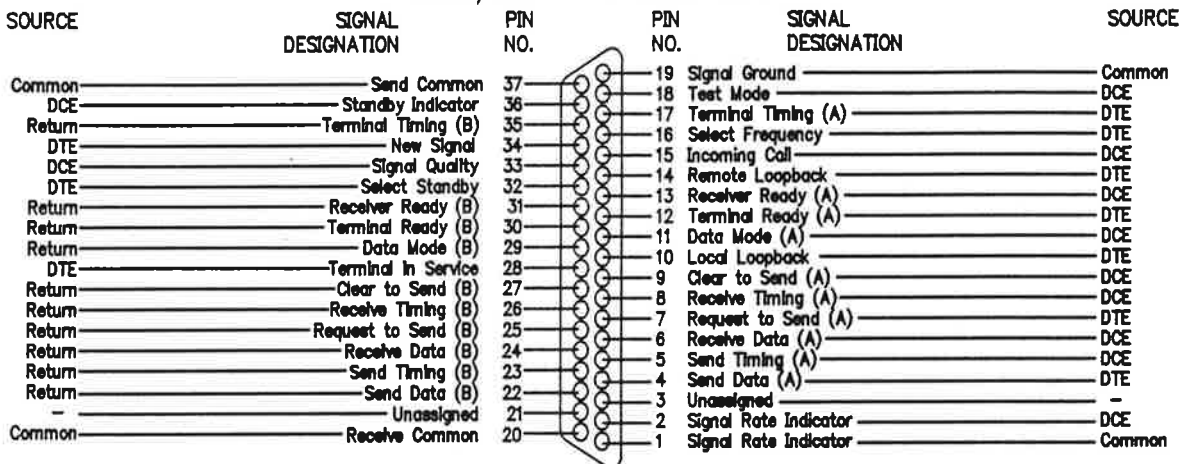 SOURCE SIGNAL DESIGNATION PIN NO.
Common Send Common 37
DCE Standby Indicator 36
Return Terminal Timing (B) 35
DTE New Signal 34
DCE Signal Quality 33
DTE Select Standby 32
Return Receiver Ready (B) 31
Return Terminal Ready (B) 30
Return Data Mode (B) 29
DTE Terminal In Service 28
Return Clear to Send (B) 27
Return Receive Timing (B) 26
Return Request to Send (B) 25
Return Receive Data (B) 24
Return Send Timing (B) 23
Return Send Data (B) 22
- Unassigned 21
Common Receive Common 20
PIN NO. SIGNAL DESIGNATION SOURCE
19 Signal Ground Common
18 Test Mode DCE
17 Terminal Timing (A) DTE
16 Select Frequency DTE
15 Incoming Call DCE
14 Remote Loopback DTE
13 Receiver Ready (A) DCE
12 Terminal Ready (A) DTE
11 Data Mode (A) DCE
10 Local Loopback DTE
9 Clear to Send (A) DCE
8 Receive Timing (A) DCE
7 Request to Send (A) DTE
6 Receive Data (A) DCE
5 Send Timing (A) DCE
4 Send Data (A) DTE
3 Unassigned -
2 Signal Rate Indicator DCE
1 Signal Rate Indicator Common